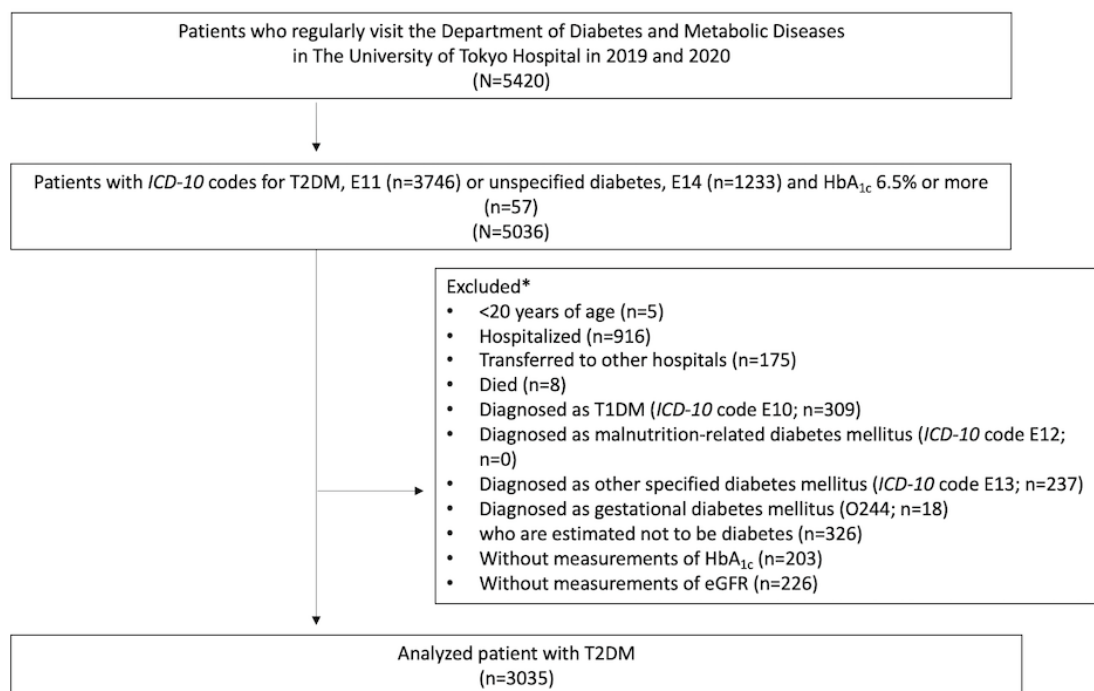 Patients who regularly visit the Department of Diabetes and Metabolic Diseases
in The University of Tokyo Hospital in 2019 and 2020
(N=5420)
Patients with ICD-10 codes for T2DM, E11 (n=3746) or unspecified diabetes, E14 (n=1233) and HbA1c 6.5% or more
(n=57)
(N=5036)
Excluded*
• <20 years of age (n=5)
• Hospitalized (n=916)
• Transferred to other hospitals (n=175)
• Died (n=8)
• Diagnosed as T1DM (ICD-10 code E10; n=309)
• Diagnosed as malnutrition-related diabetes mellitus (ICD-10 code E12;
n=0)
• Diagnosed as other specified diabetes mellitus (ICD-10 code E13; n=237)
• Diagnosed as gestational diabetes mellitus (O244; n=18)
• who are estimated not to be diabetes (n=326)
• Without measurements of HbA1c (n=203)
• Without measurements of eGFR (n=226)
Analyzed patient with T2DM
(n=3035)